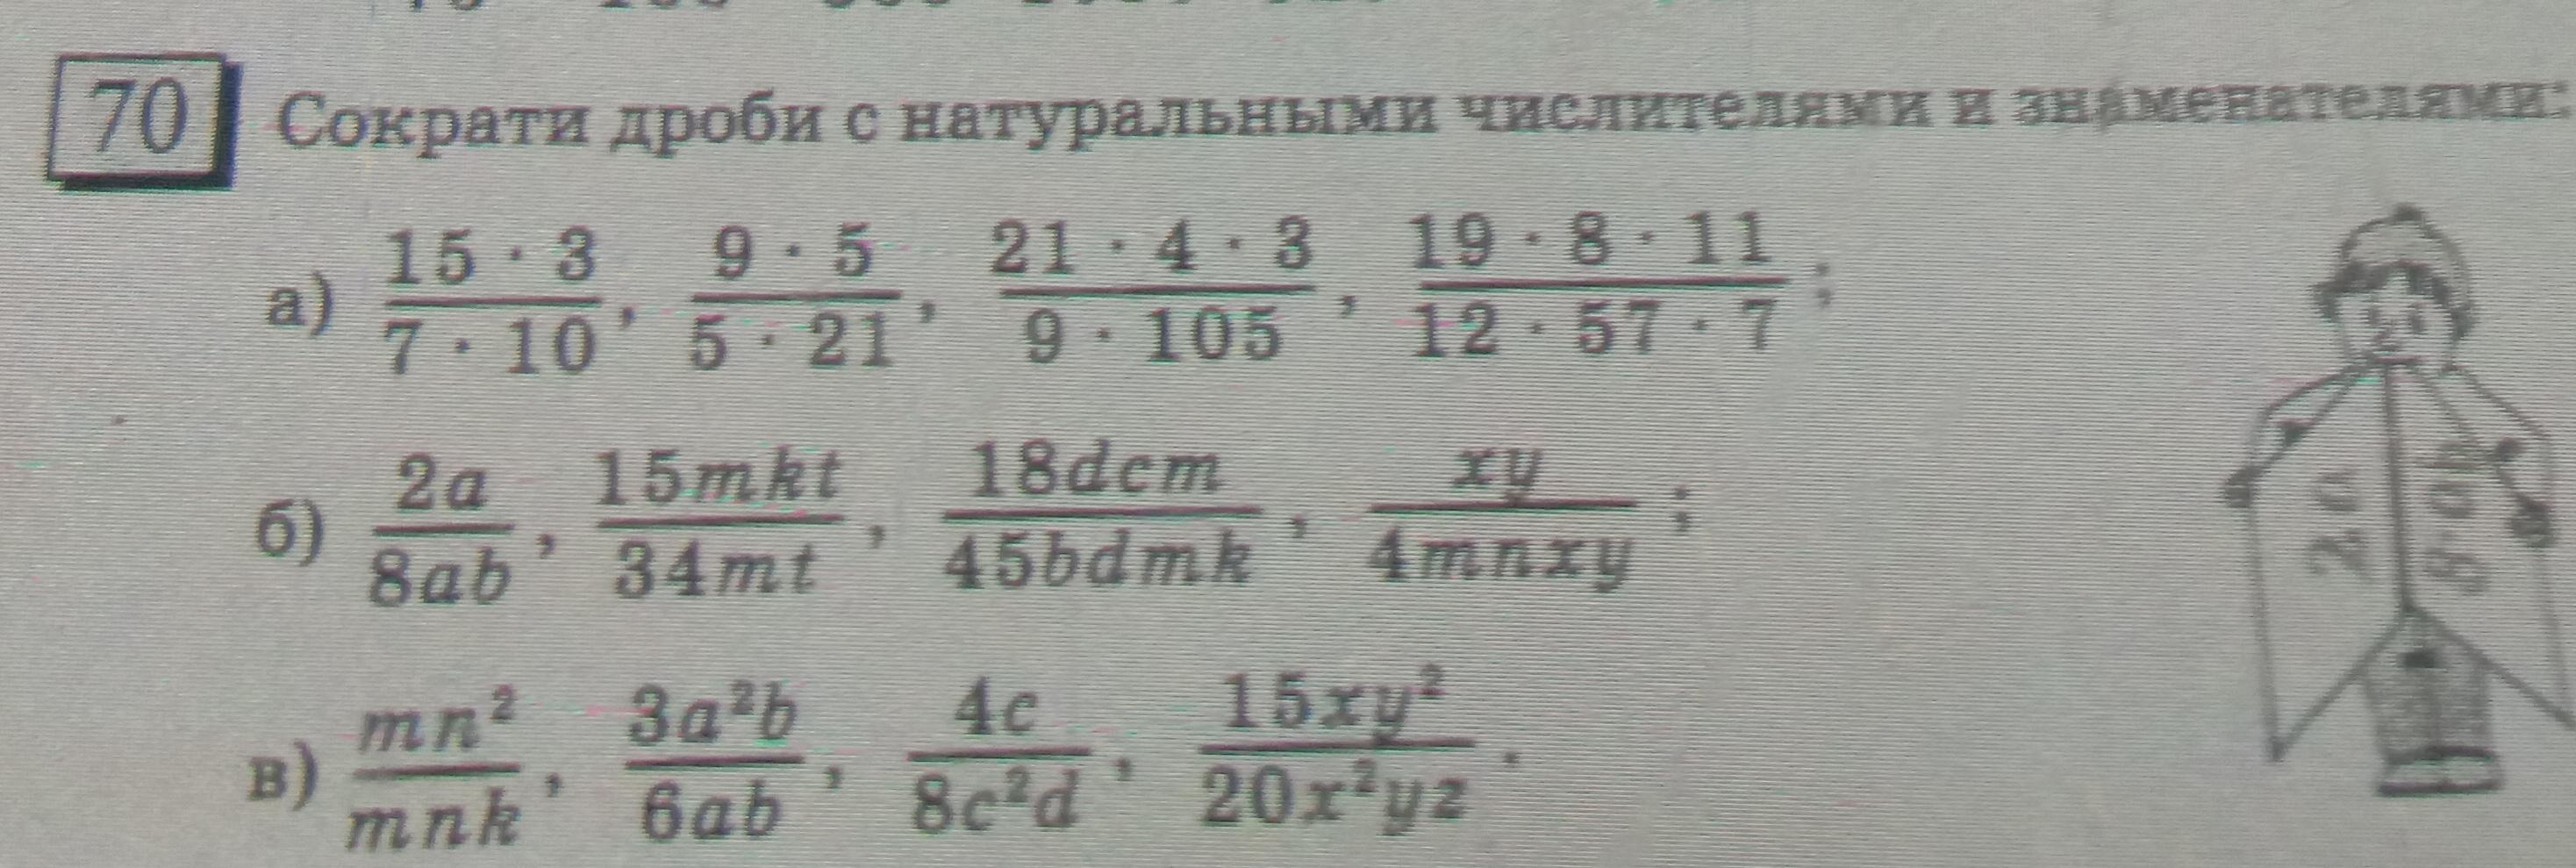 70 Сократи дроби с натуральными числителями и знаменателями:
а) 15 · 3 / 7 · 10, 9 · 5 / 5 · 21, 21 · 4 · 3 / 9 · 105, 19 · 8 · 11 / 12 · 57 · 7;
б) 2a / 8ab, 15mkt / 34mt, 18dcm / 45bdmk, xy / 4mnxy;
2a 8ab
в) mn² / mnk, 3a²b / 6ab, 4c / 8c²d, 15xy² / 20x²yz.